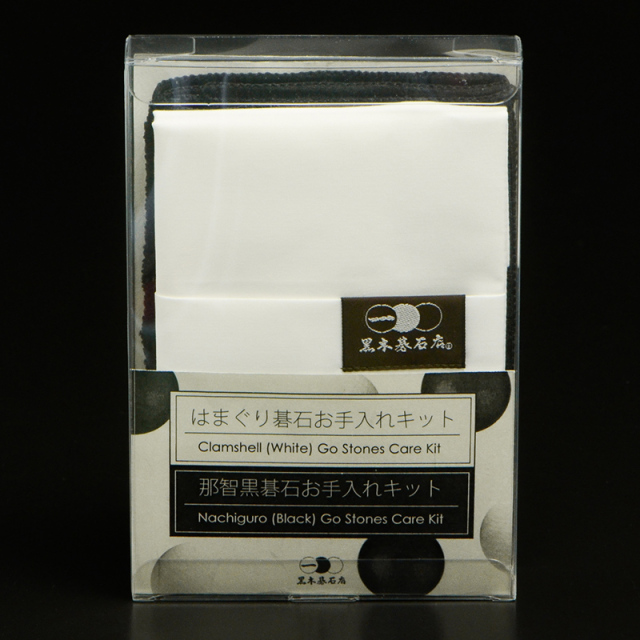 黒木碁石店
はまぐり碁石お手入れキット
Clamshell (White) Go Stones Care Kit
那智黒碁石お手入れキット
Nachiguro (Black) Go Stones Care Kit
黒木碁石店